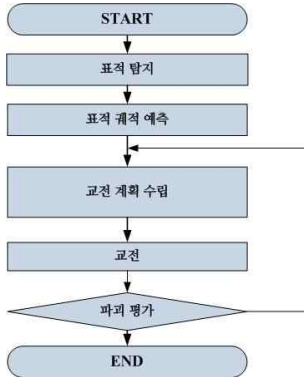 START
표적 탐지
표적 궤적 예측
교전 계획 수립
교전
파괴 평가
END